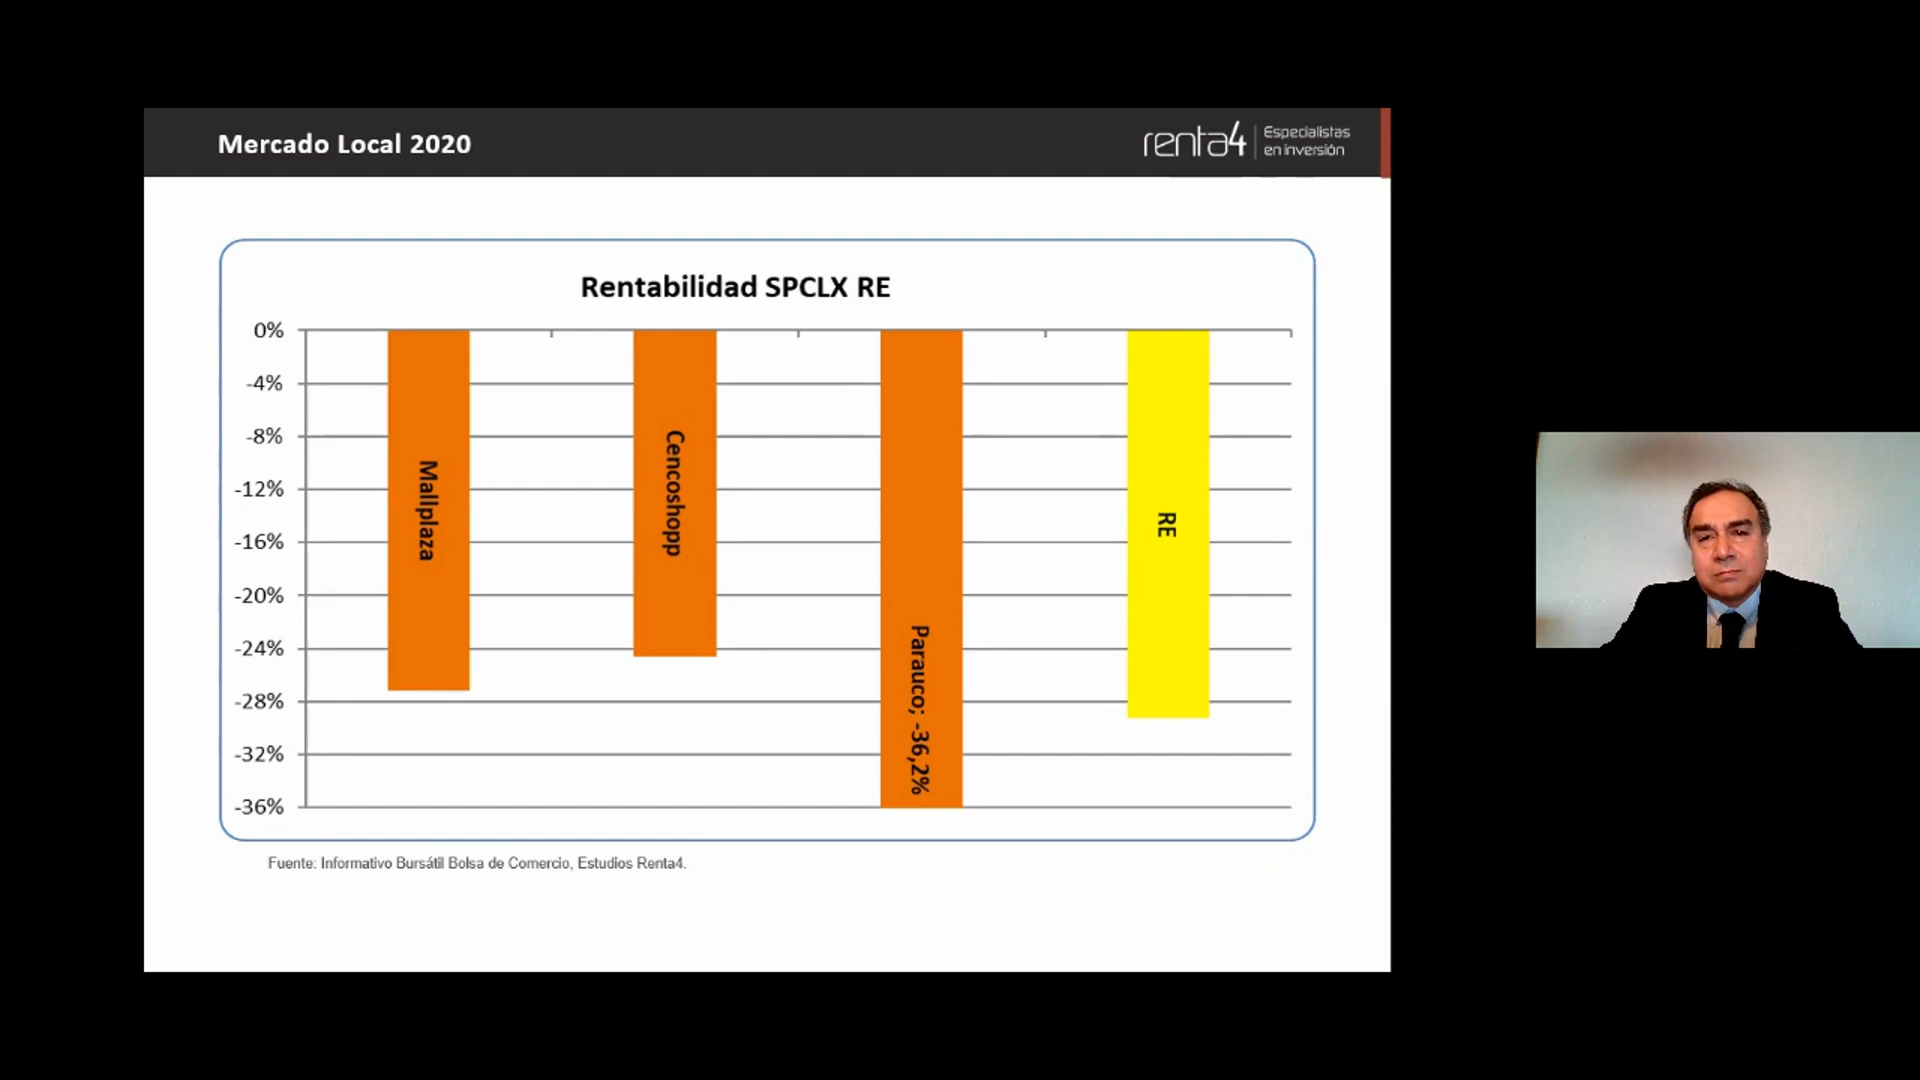 Mercado Local 2020
renta4
Especialistas
en inversión
Rentabilidad SPCLX RE
0%
-4%
-8%
-12%
-16%
-20%
-24%
-28%
-32%
-36%
Mallplaza
Cencoshopp
Parauco; -36,2%
RE
Fuente: Informativo Bursátil Bolsa de Comercio, Estudios Renta4.